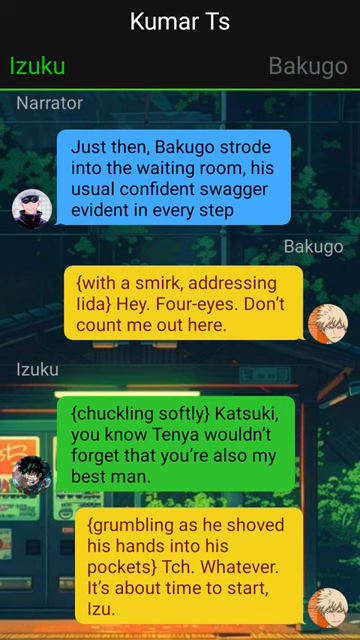 Kumar Ts
Izuku
Bakugo
Narrator
Just then, Bakugo strode
into the waiting room, his
usual confident swagger
evident in every step
Bakugo
{with a smirk, addressing
Iida} Hey. Four-eyes. Don't
count me out here.
Izuku
{chuckling softly} Katsuki,
you know Tenya wouldn't
forget that you're also my
best man.
{grumbling as he shoved
his hands into his
pockets} Tch. Whatever.
It's about time to start,
Izu.